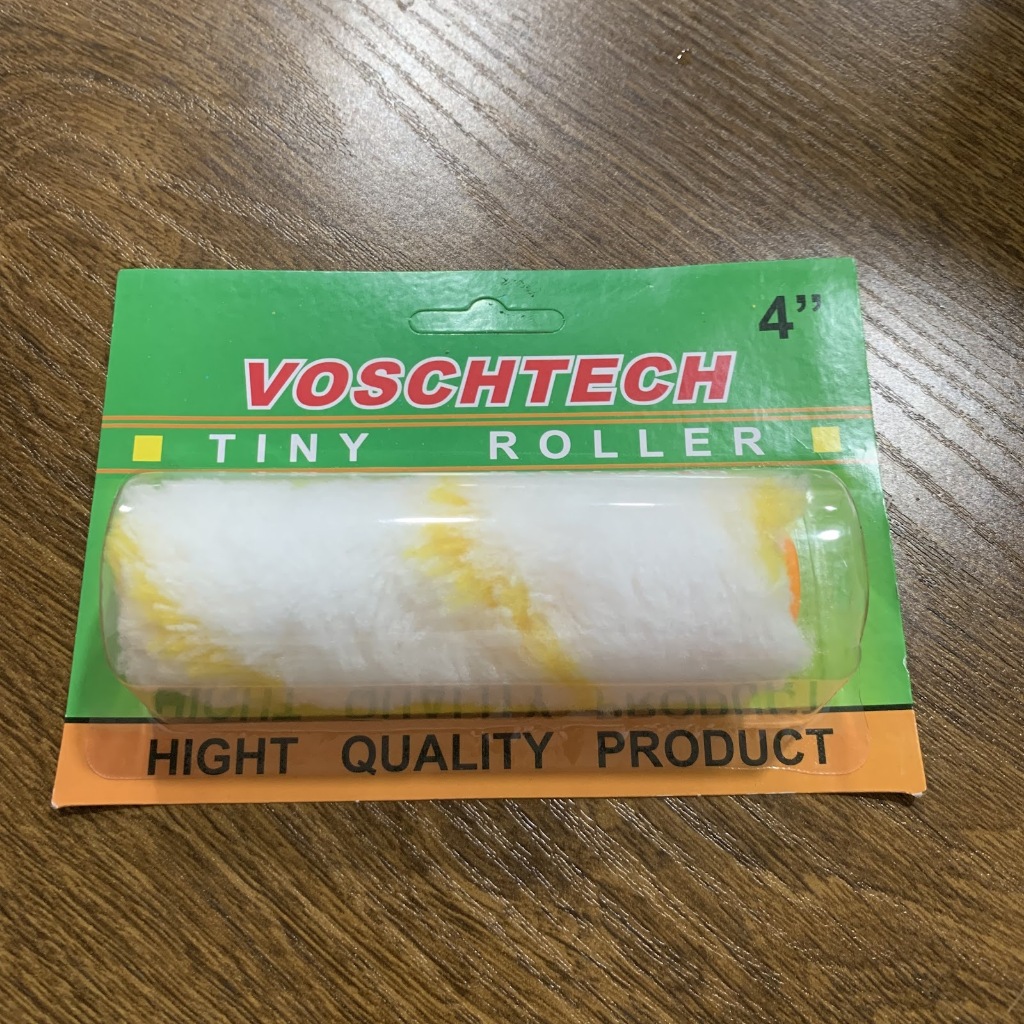 4”
VOSCHTECH
TINY ROLLER
HIGHT QUALITY PRODUCT